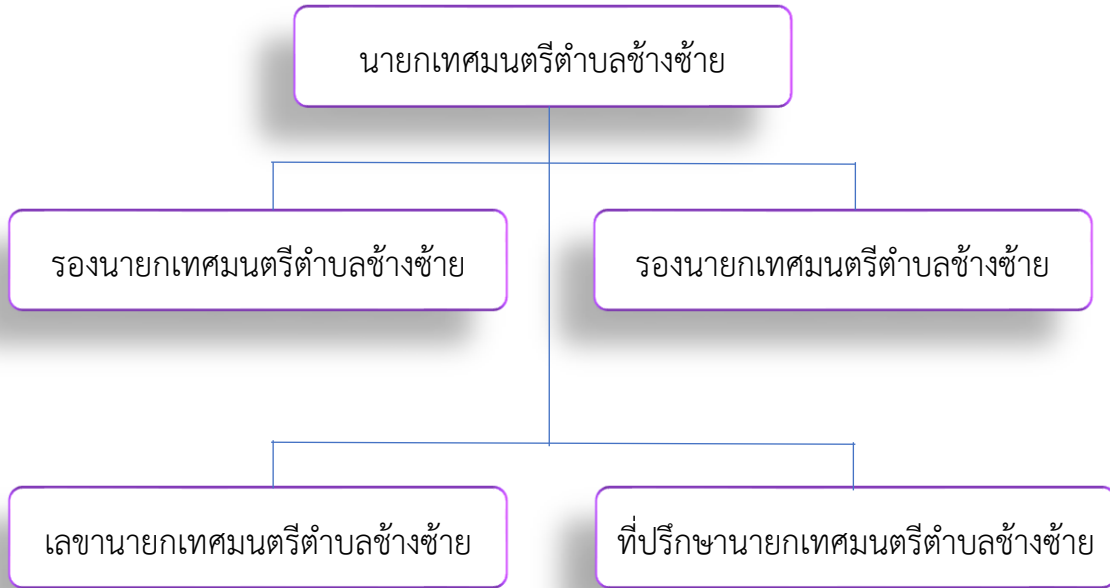 นายกเทศมนตรีตำบลช้างซ้าย
รองนายกเทศมนตรีตำบลช้างซ้าย
รองนายกเทศมนตรีตำบลช้างซ้าย
เลขานายกเทศมนตรีตำบลช้างซ้าย
ที่ปรึกษานายกเทศมนตรีตำบลช้างซ้าย